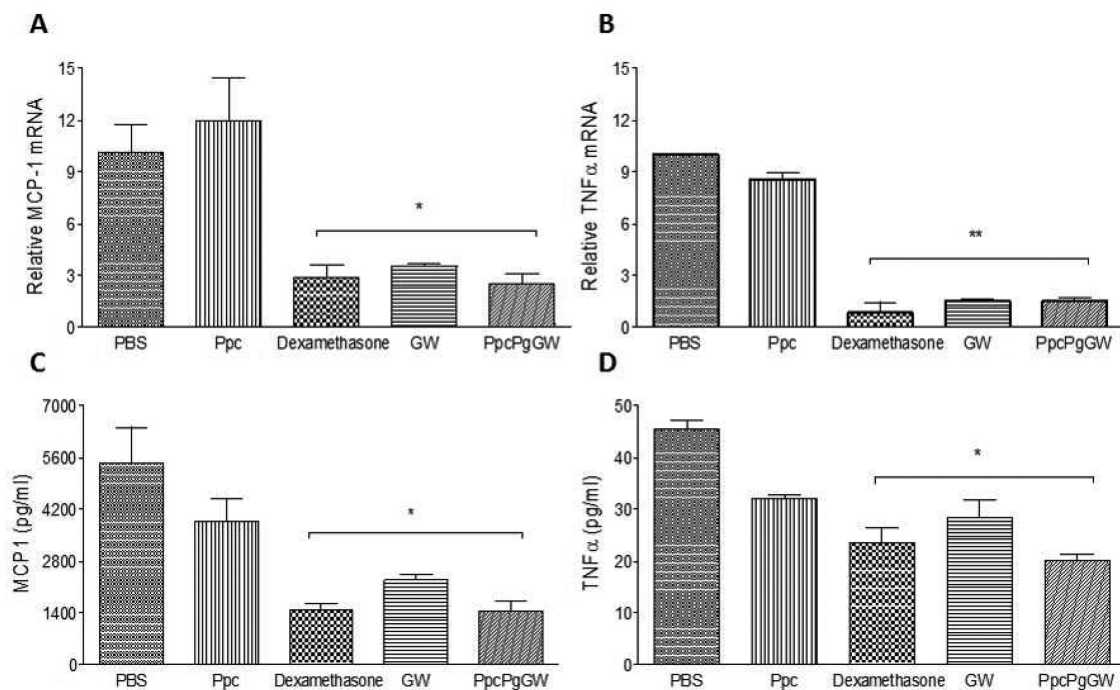 A
Relative MCP-1 mRNA
15
12
9
6
3
0
*
PBS Ppc Dexamethasone GW PpcPgGW
B
Relative TNFα mRNA
15
12
9
6
3
0
**
PBS Ppc Dexamethasone GW PpcPgGW
C
MCP1 (pg/ml)
7000
5600
4200
2800
1400
0
*
PBS Ppc Dexamethasone GW PpcPgGW
D
TNFα (pg/ml)
50
40
30
20
10
0
*
PBS Ppc Dexamethasone GW PpcPgGW